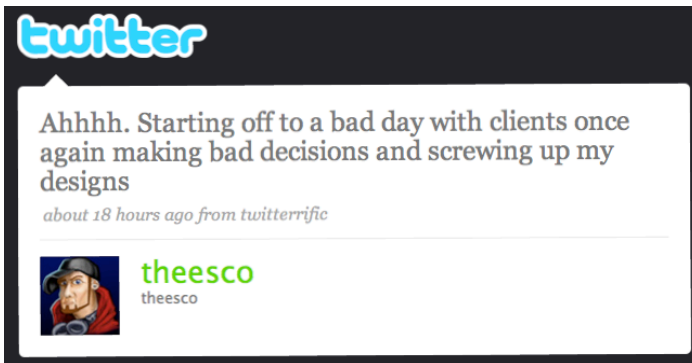 twitter
Ahhhh. Starting off to a bad day with clients once
again making bad decisions and screwing up my
designs
about 18 hours ago from twitterrific
theesco
theesco